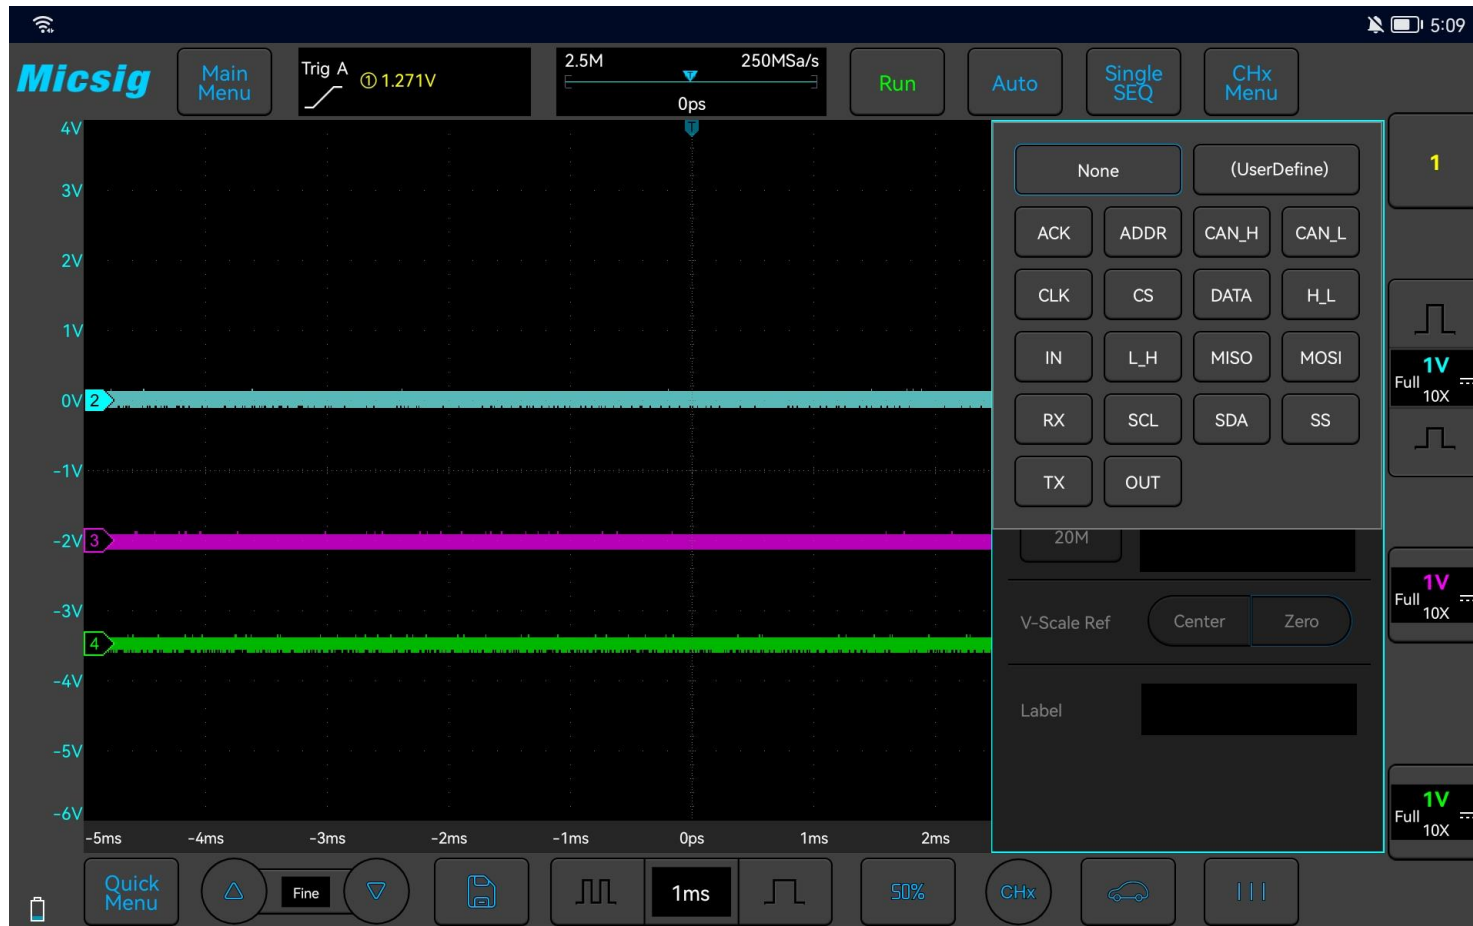 5:09
Micsig
Main Menu
Trig A
① 1.271V
2.5M 250MSa/s
T
0ps
Run
Auto
Single SEQ
CHx Menu
4V
3V
2V
1V
0V
-1V
-2V
-3V
-4V
-5V
-6V
T
2
3
4
-5ms -4ms -3ms -2ms -1ms 0ps 1ms 2ms
None (UserDefine)
ACK ADDR CAN_H CAN_L
CLK CS DATA H_L
IN L_H MISO MOSI
RX SCL SDA SS
TX OUT
20M
V-Scale Ref Center Zero
Label
1
1V
Full
10X
1V
Full
10X
1V
Full
10X
Quick Menu
Fine
1ms
50%
CHx